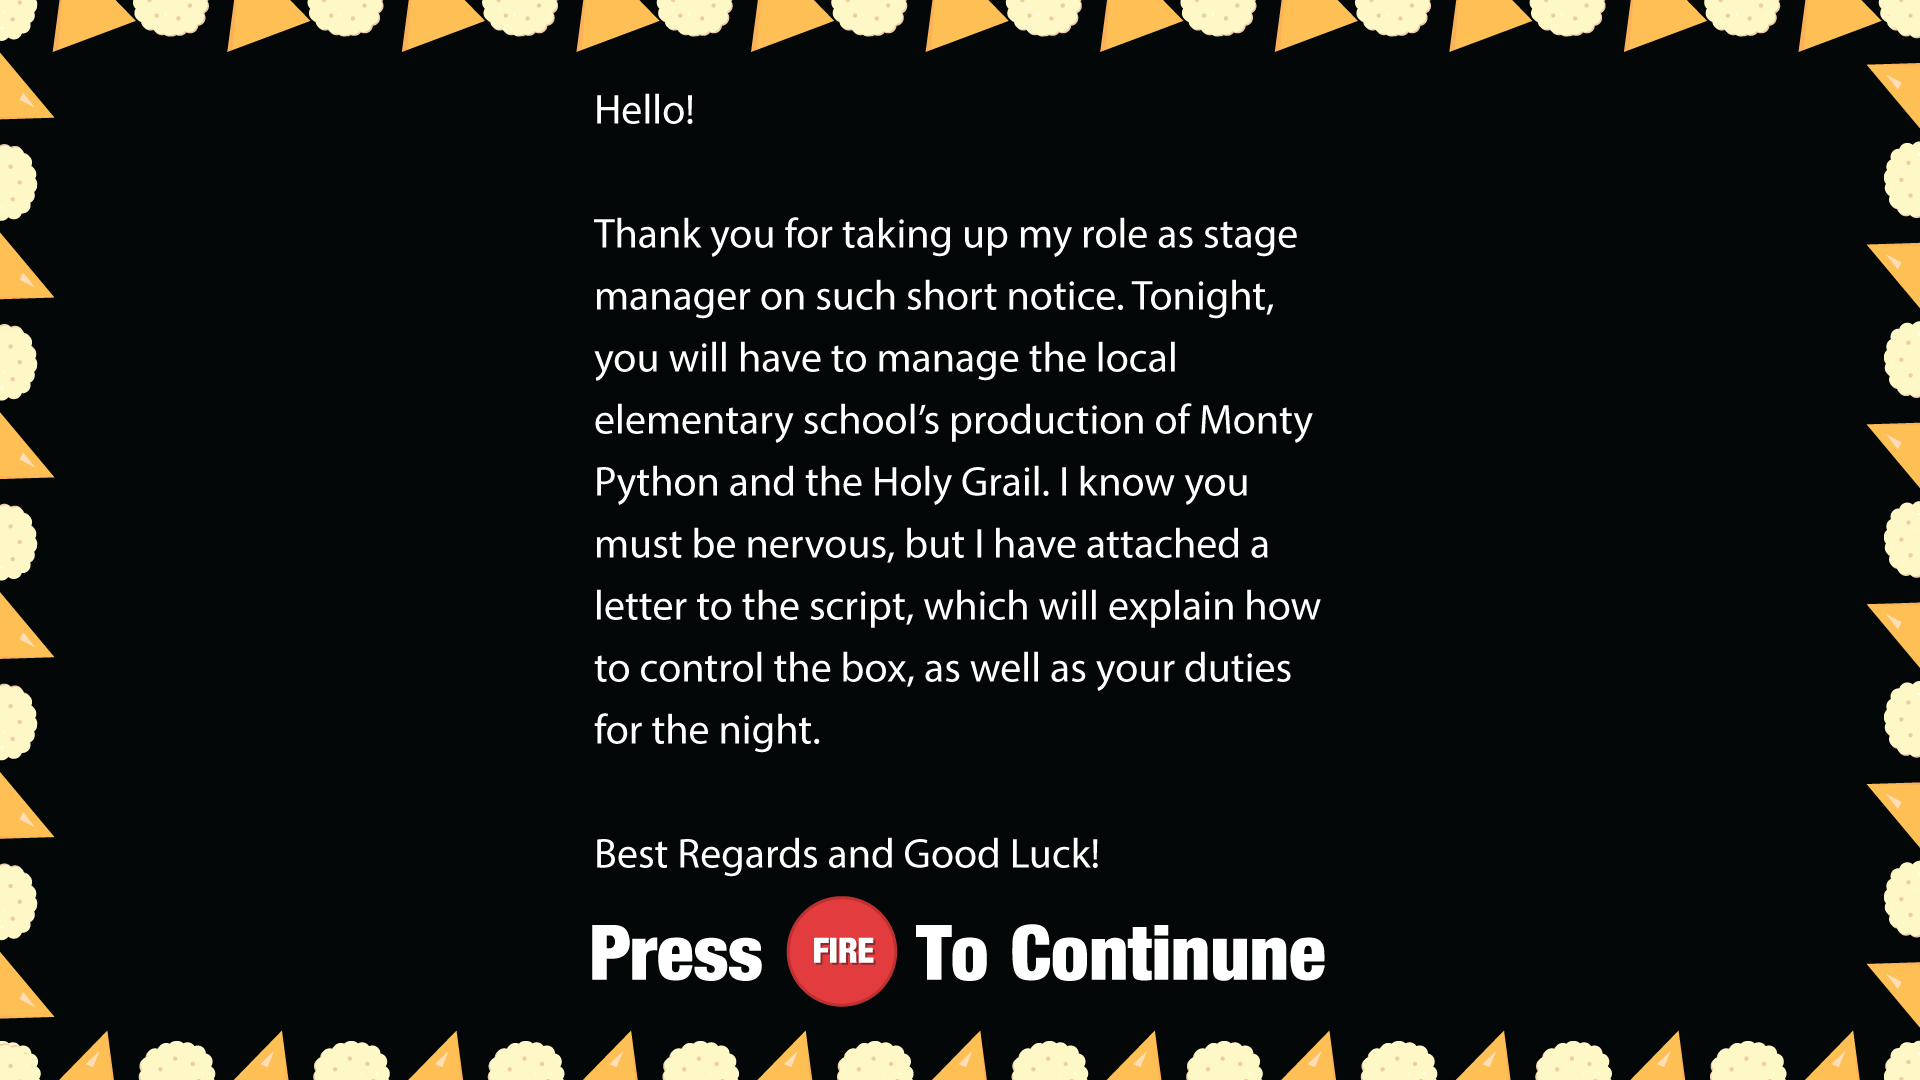 Hello!
Thank you for taking up my role as stage
manager on such short notice. Tonight,
you will have to manage the local
elementary school’s production of Monty
Python and the Holy Grail. I know you
must be nervous, but I have attached a
letter to the script, which will explain how
to control the box, as well as your duties
for the night.
Best Regards and Good Luck!
Press FIRE To Continune